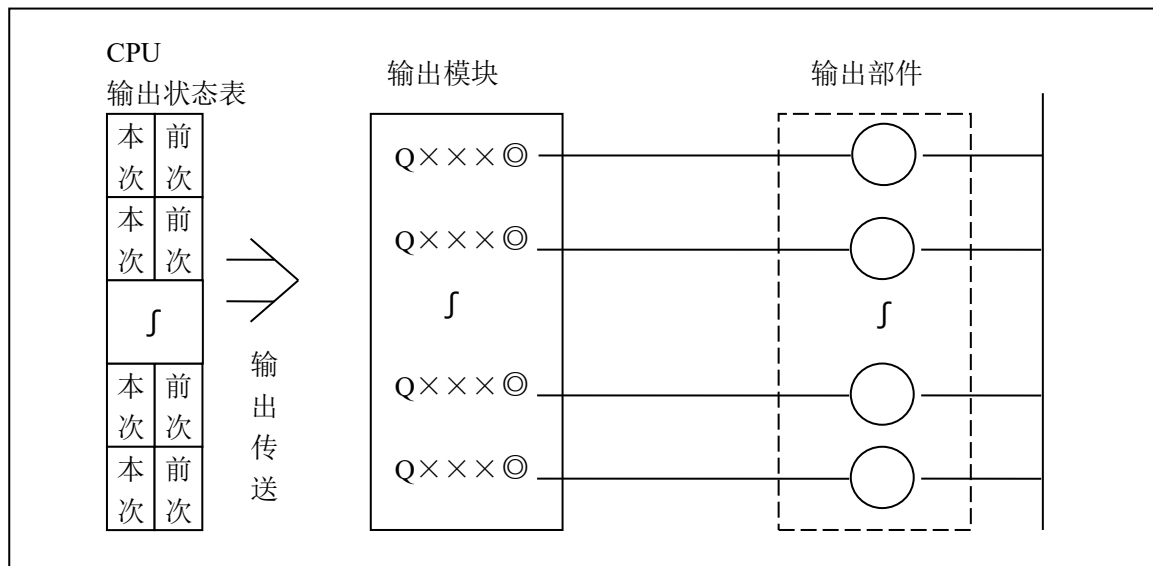 CPU
输出状态表
输出模块
输出部件
本 前
次 次
本 前
次 次
∫
本 前
次 次
本 前
次 次
输
出
传
送
Q×××◎
Q×××◎
∫
Q×××◎
Q×××◎
∫